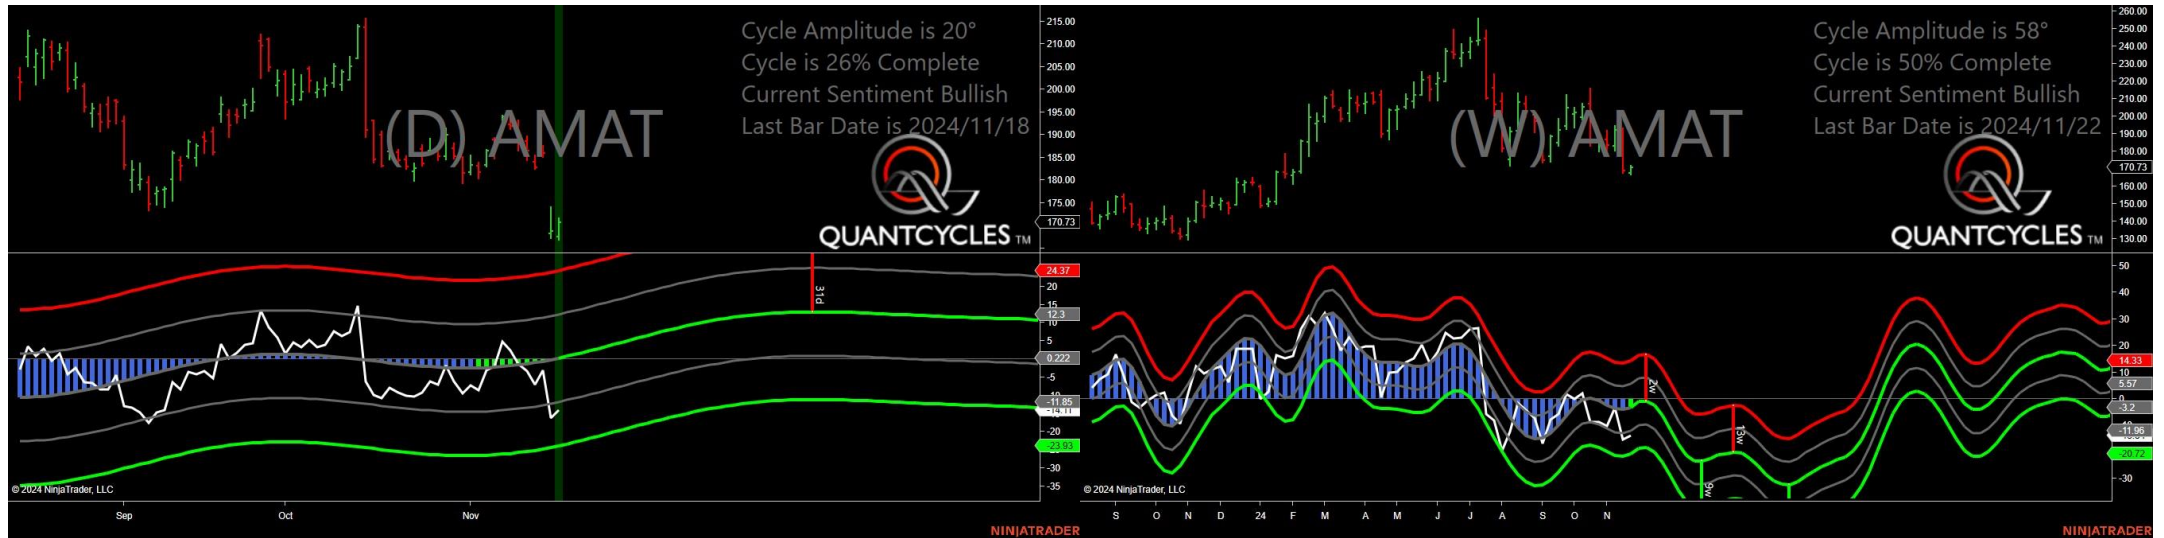 Cycle Amplitude is 20°
Cycle is 26% Complete
Current Sentiment Bullish
Last Bar Date is 2024/11/18
(D) AMAT
QUANTCYCLES TM
215.00
210.00
205.00
200.00
195.00
190.00
185.00
180.00
175.00
170.73
31d
24.37
20
12.3
10
5
0.222
-5
-11.85
-14.11
-20
-23.93
-30
-35
© 2024 NinjaTrader, LLC
Sep
Oct
Nov
NINJATRADER
Cycle Amplitude is 58°
Cycle is 50% Complete
Current Sentiment Bullish
Last Bar Date is 2024/11/22
(W) AMAT
QUANTCYCLES TM
260.00
250.00
240.00
230.00
220.00
210.00
200.00
190.00
180.00
170.73
160.00
150.00
140.00
130.00
2w
13w
9w
50
40
30
20
14.33
10
5.57
0
-3.2
-11.96
-20.72
-30
© 2024 NinjaTrader, LLC
S O N D 24 F M A M J J A S O N
NINJATRADER